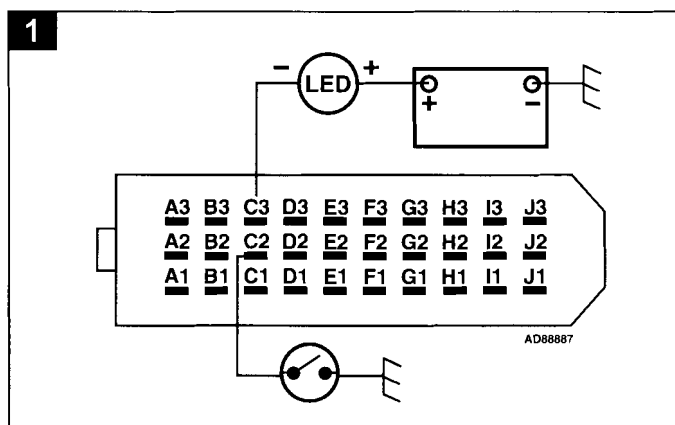 1
− LED +
+ −
A3 B3 C3 D3 E3 F3 G3 H3 I3 J3
A2 B2 C2 D2 E2 F2 G2 H2 I2 J2
A1 B1 C1 D1 E1 F1 G1 H1 I1 J1
AD88887